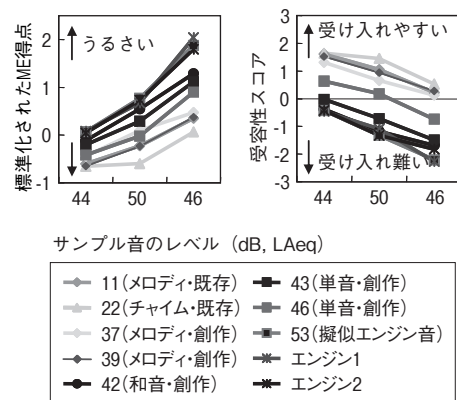 標準化されたME得点
2
1
0
-1
うるさい
44
50
46
受容性スコア
3
2
1
0
-1
-2
-3
受け入れやすい
受け入れ難い
44
50
46
サンプル音のレベル（dB, LAeq)
11(メロディ・既存)
22(チャイム・既存)
37(メロディ・創作)
39(メロディ・創作)
42(和音・創作)
43(単音・創作)
46(単音・創作)
53(擬似エンジン音)
エンジン1
エンジン2